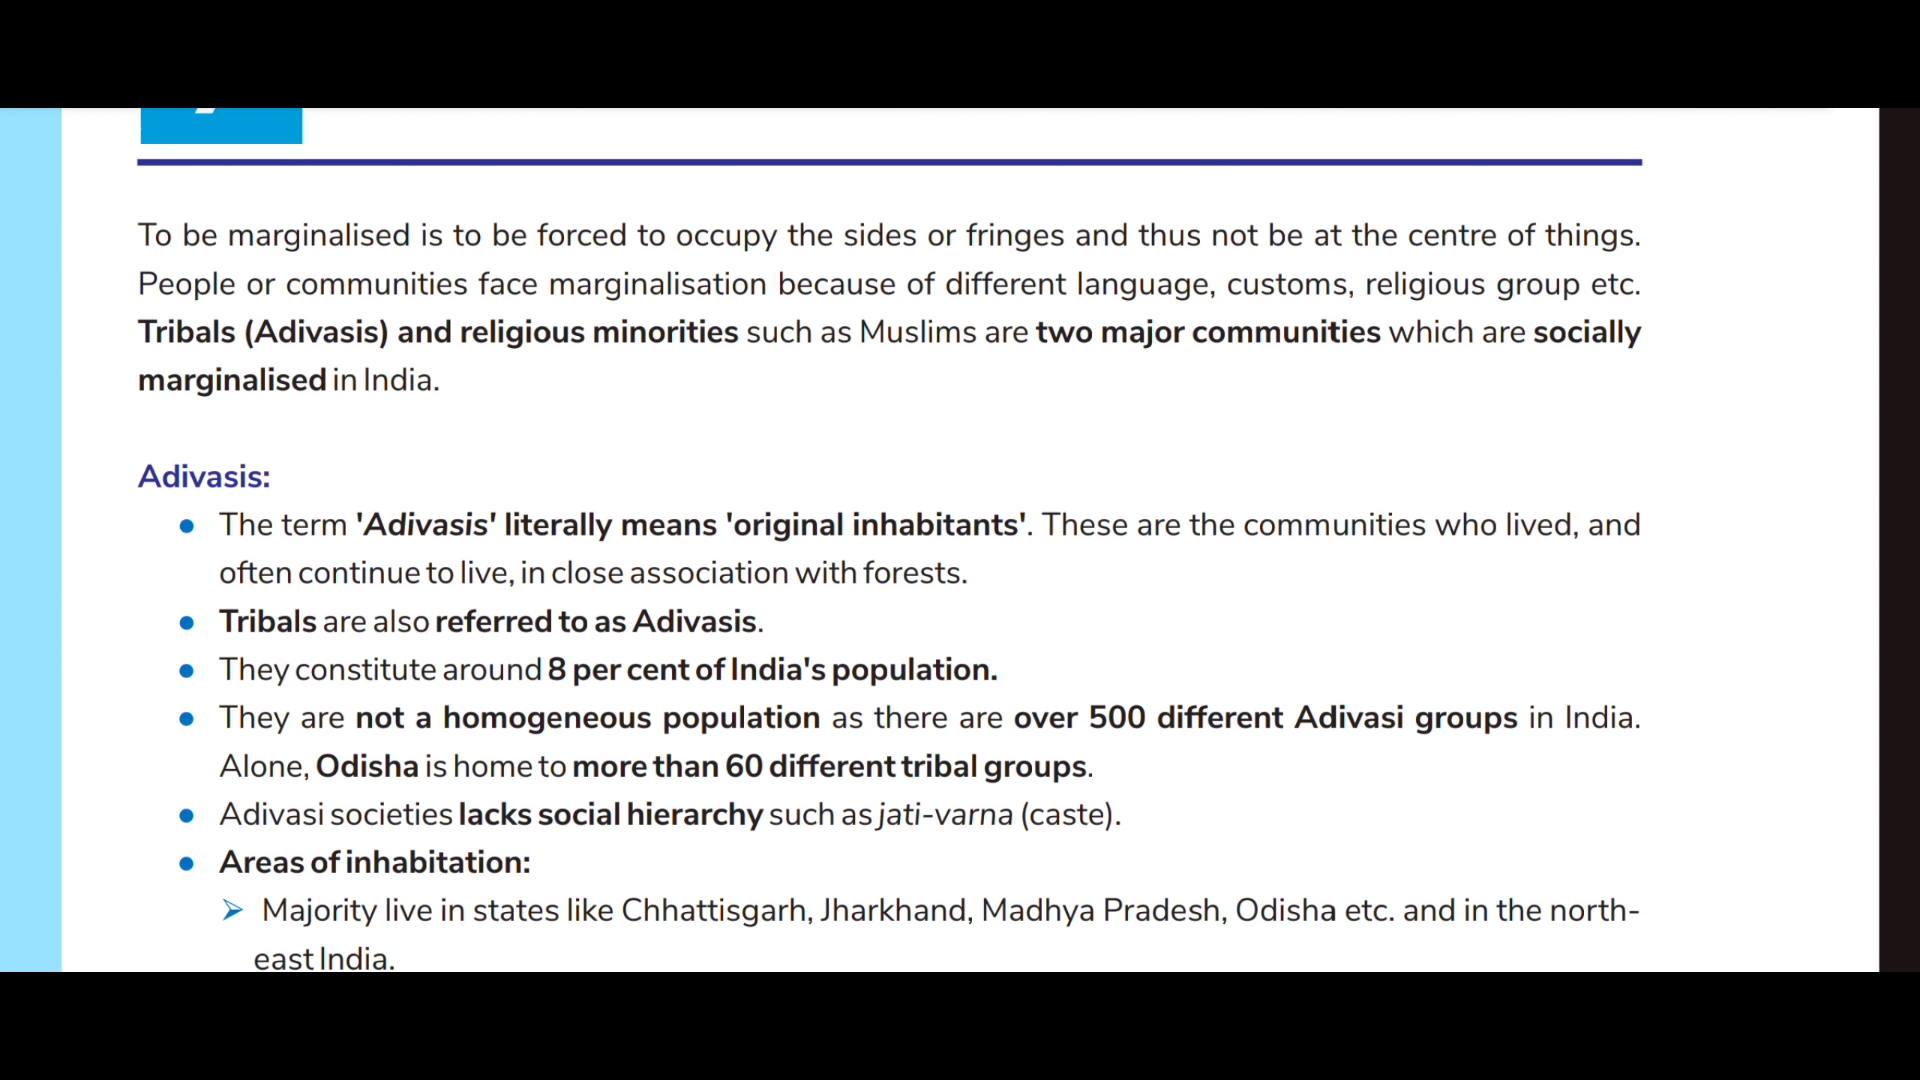 To be marginalised is to be forced to occupy the sides or fringes and thus not be at the centre of things.
People or communities face marginalisation because of different language, customs, religious group etc.
Tribals (Adivasis) and religious minorities such as Muslims are two major communities which are socially
marginalised in India.
Adivasis:
● The term 'Adivasis' literally means 'original inhabitants'. These are the communities who lived, and
often continue to live, in close association with forests.
● Tribals are also referred to as Adivasis.
● They constitute around 8 per cent of India's population.
● They are not a homogeneous population as there are over 500 different Adivasi groups in India.
Alone, Odisha is home to more than 60 different tribal groups.
● Adivasi societies lacks social hierarchy such as jati-varna (caste).
● Areas of inhabitation:
➢ Majority live in states like Chhattisgarh, Jharkhand, Madhya Pradesh, Odisha etc. and in the north-
east India.